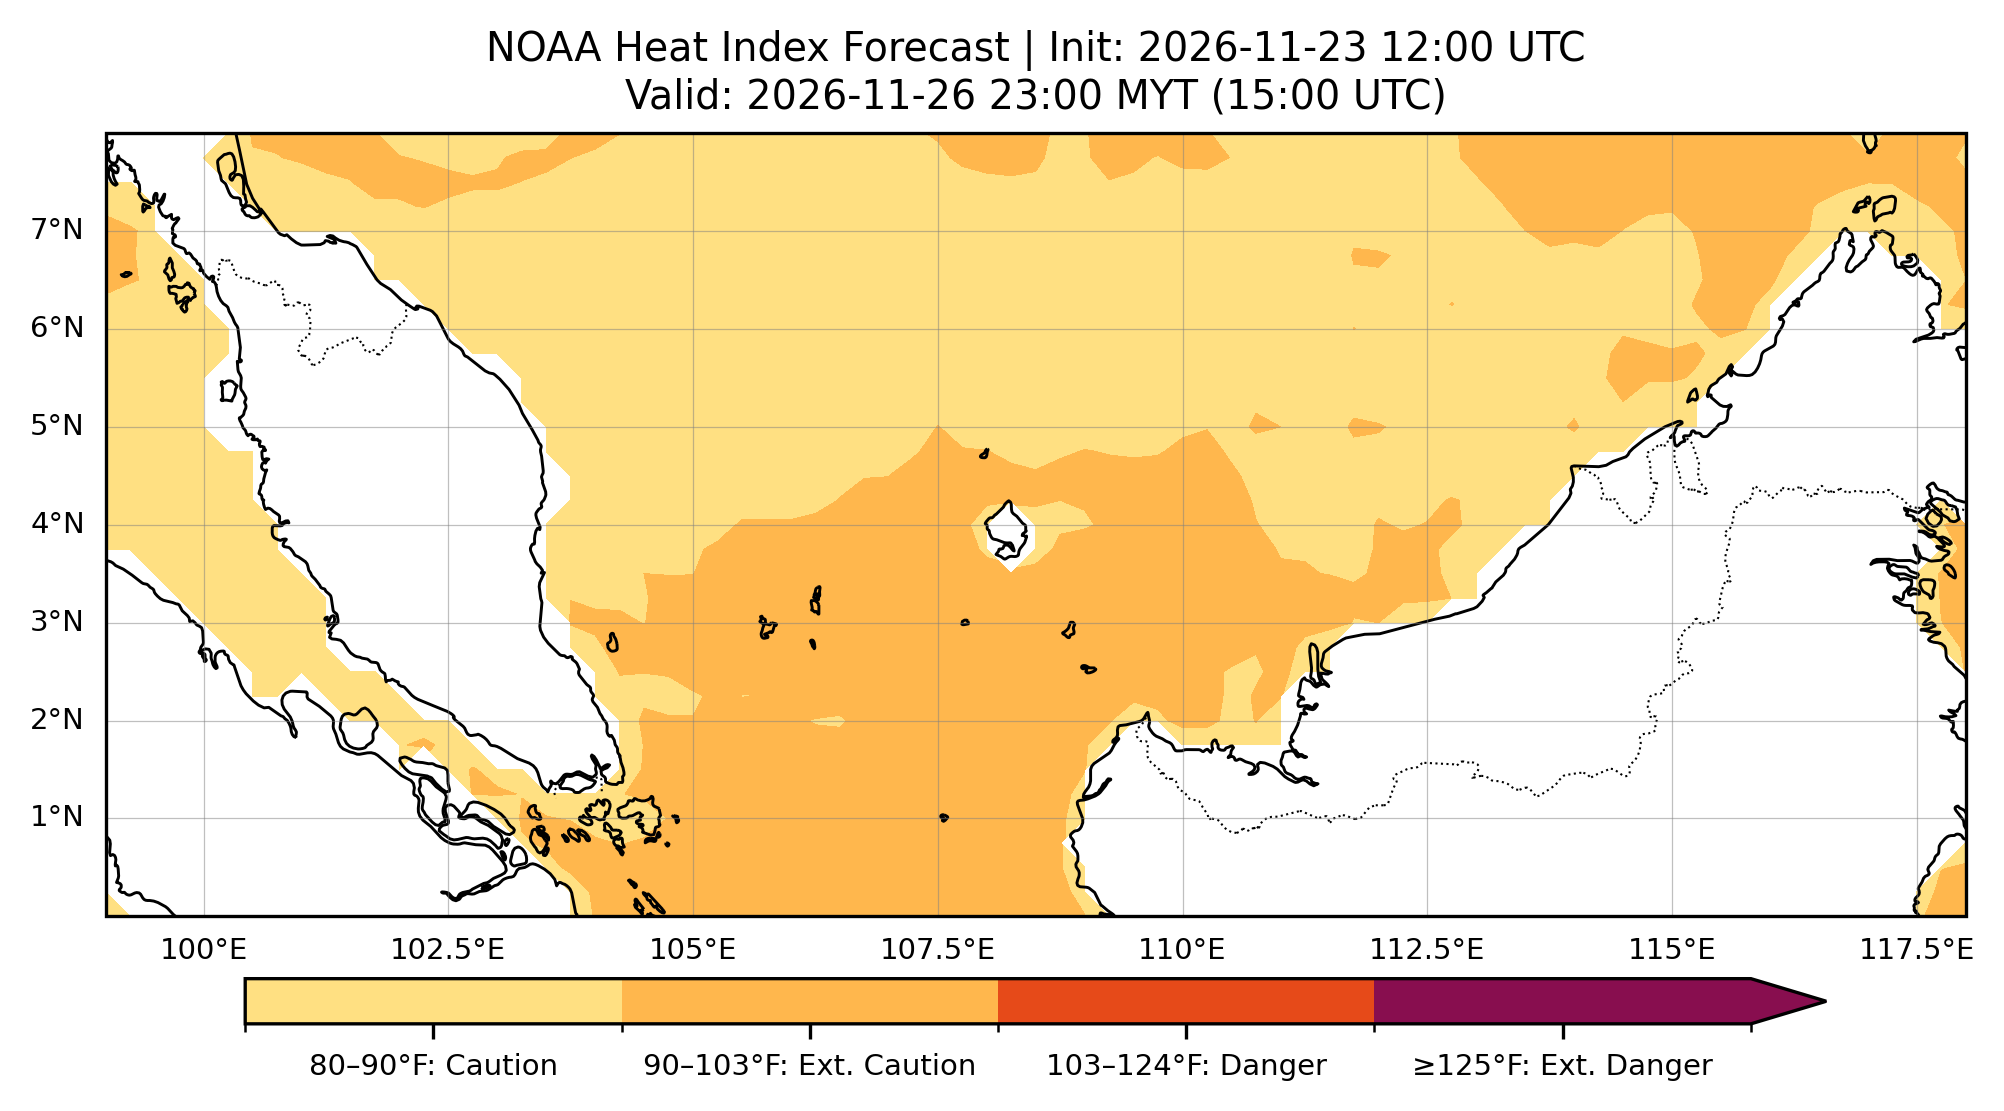 NOAA Heat Index Forecast | Init: 2026-11-23 12:00 UTC
Valid: 2026-11-26 23:00 MYT (15:00 UTC)
7°N
6°N
5°N
4°N
3°N
2°N
1°N
100°E
102.5°E
105°E
107.5°E
110°E
112.5°E
115°E
117.5°E
80–90°F: Caution
90–103°F: Ext. Caution
103–124°F: Danger
≥125°F: Ext. Danger